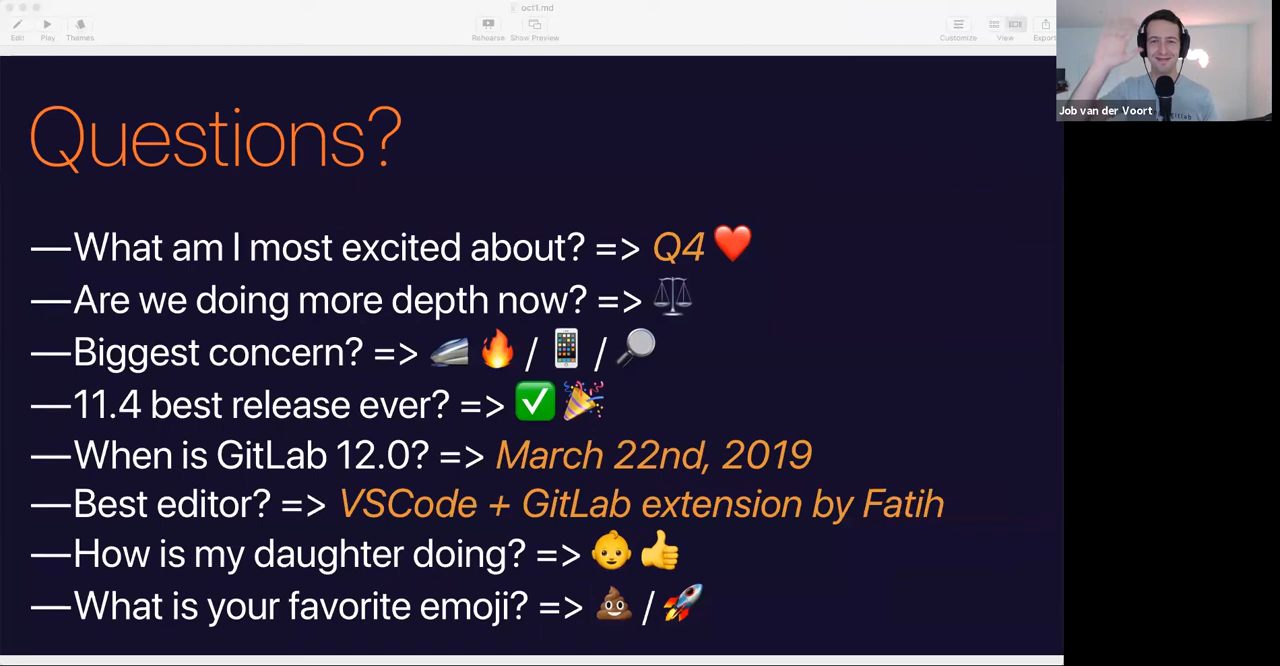 oct1.md
Edit Play Themes Rehearse Show Preview Customize View Export
Job van der Voort
gitlab
Questions?
—What am I most excited about? => Q4 ❤️
—Are we doing more depth now? => ⚖️
—Biggest concern? => 🚄 🔥 / 📱 / 🔎
—11.4 best release ever? => ✅ 🎉
—When is GitLab 12.0? => March 22nd, 2019
—Best editor? => VSCode + GitLab extension by Fatih
—How is my daughter doing? => 👶 👍
—What is your favorite emoji? => 💩 / 🚀